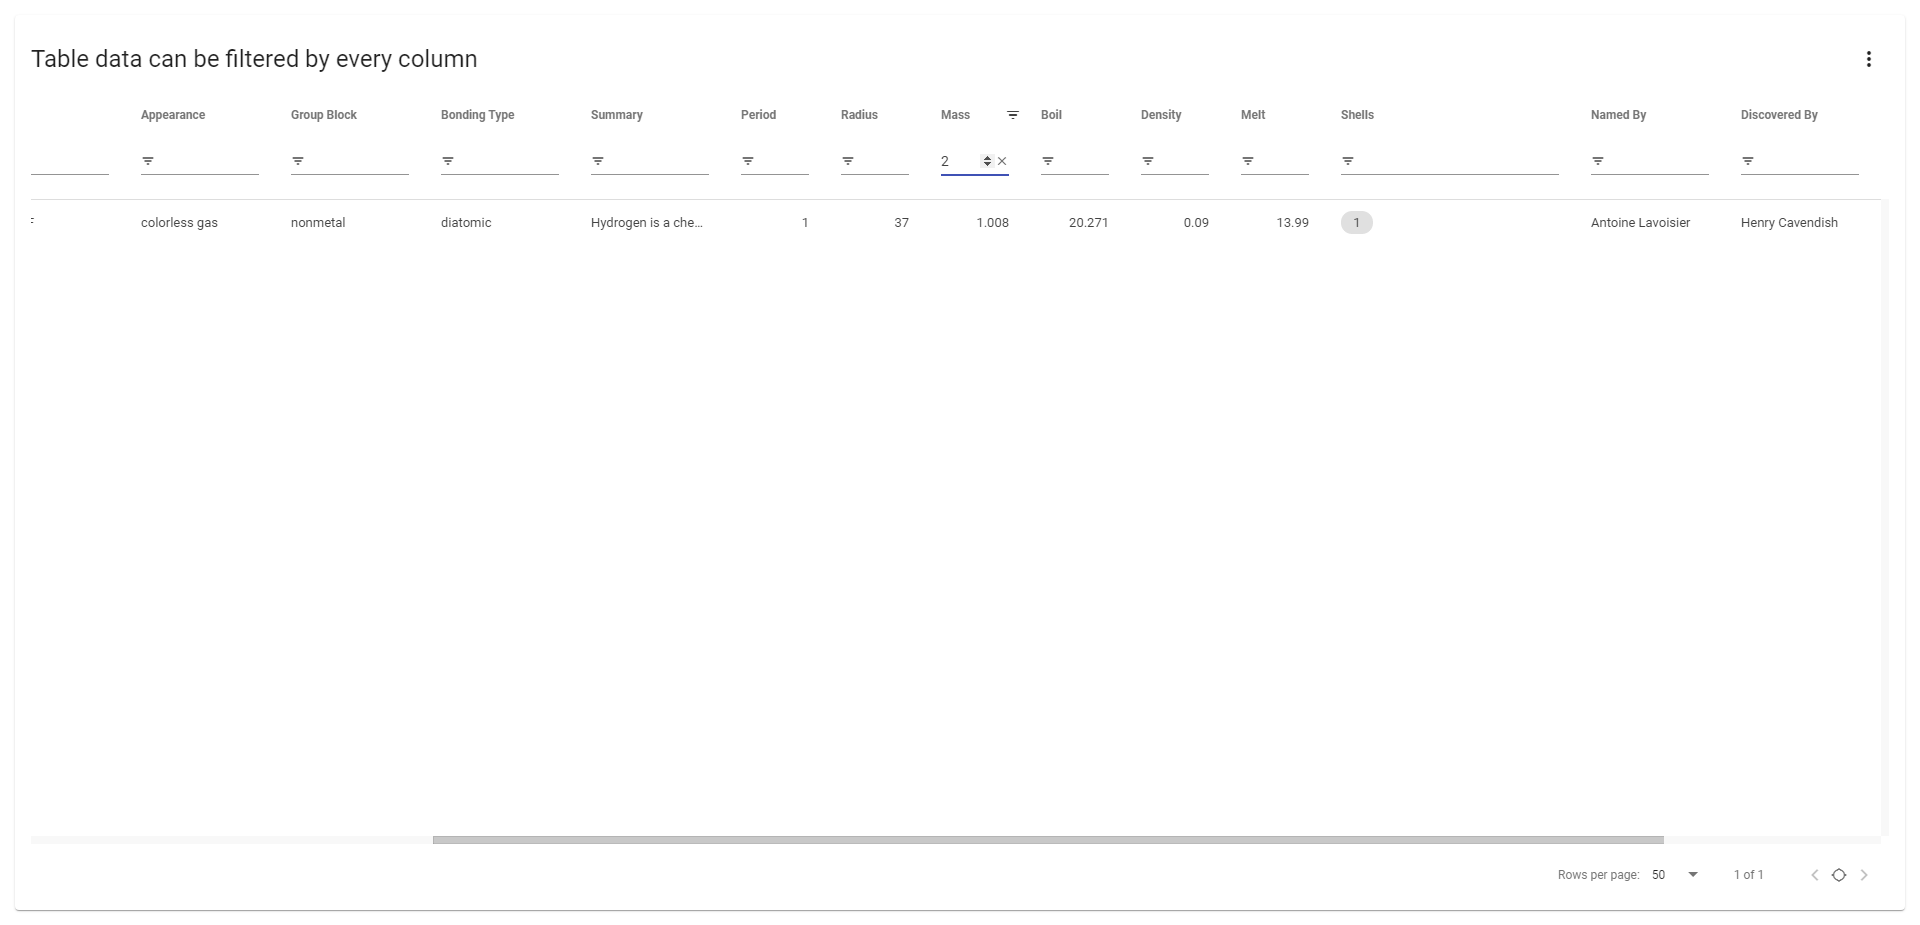 Table data can be filtered by every column
Appearance Group Block Bonding Type Summary Period Radius Mass Boil Density Melt Shells Named By Discovered By
2
colorless gas nonmetal diatomic Hydrogen is a che... 1 37 1.008 20.271 0.09 13.99 1 Antoine Lavoisier Henry Cavendish
Rows per page: 50 1 of 1